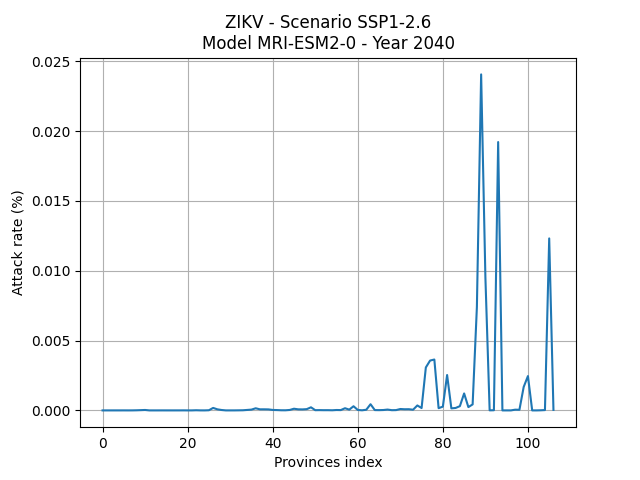 ZIKV - Scenario SSP1-2.6
Model MRI-ESM2-0 - Year 2040
0.025
0.020
0.015
0.010
0.005
0.000
Attack rate (%)
0 20 40 60 80 100
Provinces index